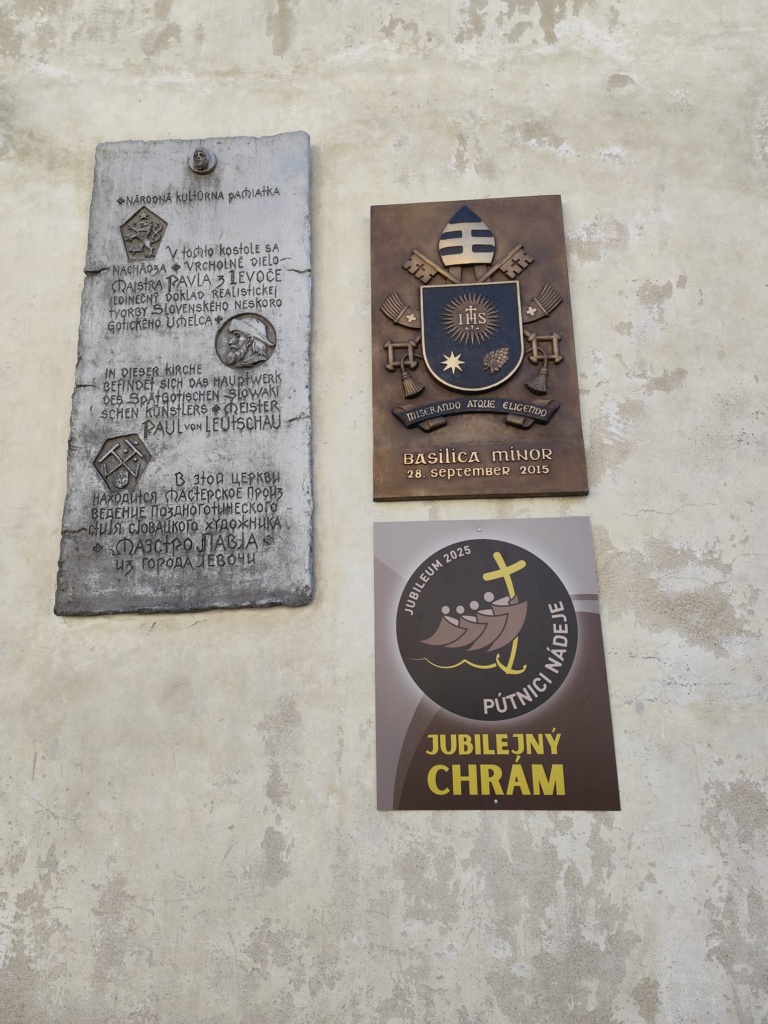 NÁRODNÁ KULTÚRNA PAMIATKA
V TOMTO KOSTOLE SA
NACHÁDZA VRCHOLNÉ DIELO
MAJSTRA PAVLA Z LEVOČE
JEDINEČNÝ DOKLAD REALISTICKEJ
TVORBY SLOVENSKÉHO NESKORO
GOTICKÉHO UMELCA
IN DIESER KIRCHE
BEFINDET SICH DAS HAUPTWERK
DES SPÄTGOTISCHEN SLOWAKI
SCHEN KÜNSTLERS MEISTER
PAUL VON LEUTSCHAU
В ЭТОЙ ЦЕРКВИ
НАХОДИТСЯ МАСТЕРСКОЕ ПРОИЗ
ВЕДЕНИЕ ПОЗДНОГОТИЧЕСКОГО
СТИЛЯ СЛОВАЦКОГО ХУДОЖНИКА
МАЭСТРО ПАВЛА
ИЗ ГОРОДА ЛЕВОЧИ
IHS
MISERANDO ATQUE ELIGENDO
BASILICA MINOR
28. SEPTEMBER 2015
JUBILEUM 2025
PÚTNICI NÁDEJE
JUBILEJNÝ
CHRÁM